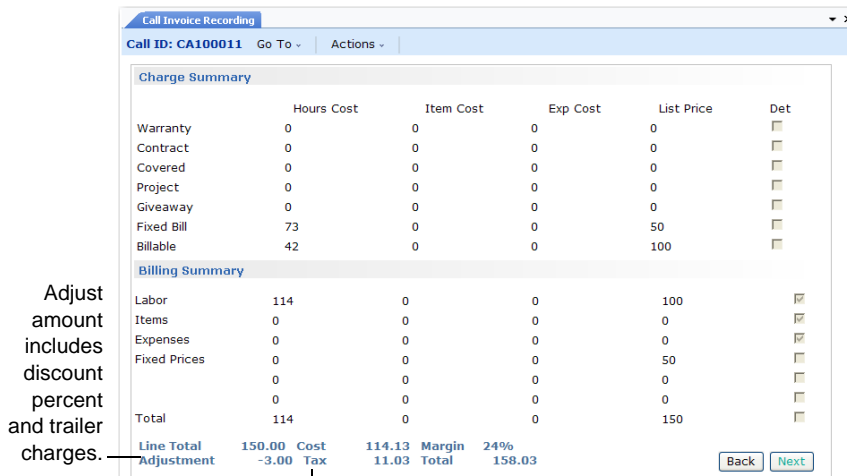 Call Invoice Recording
Call ID: CA100011 Go To Actions
Charge Summary
Hours Cost Item Cost Exp Cost List Price Det
Warranty 0 0 0 0
Contract 0 0 0 0
Covered 0 0 0 0
Project 0 0 0 0
Giveaway 0 0 0 0
Fixed Bill 73 0 0 50
Billable 42 0 0 100
Billing Summary
Labor 114 0 0 100
Items 0 0 0 0
Expenses 0 0 0 0
Fixed Prices 0 0 0 50
0 0 0 0
0 0 0 0
Total 114 0 0 150
Line Total 150.00 Cost 114.13 Margin 24%
Adjustment -3.00 Tax 11.03 Total 158.03
Back Next
Adjust
amount
includes
discount
percent
and trailer
charges.